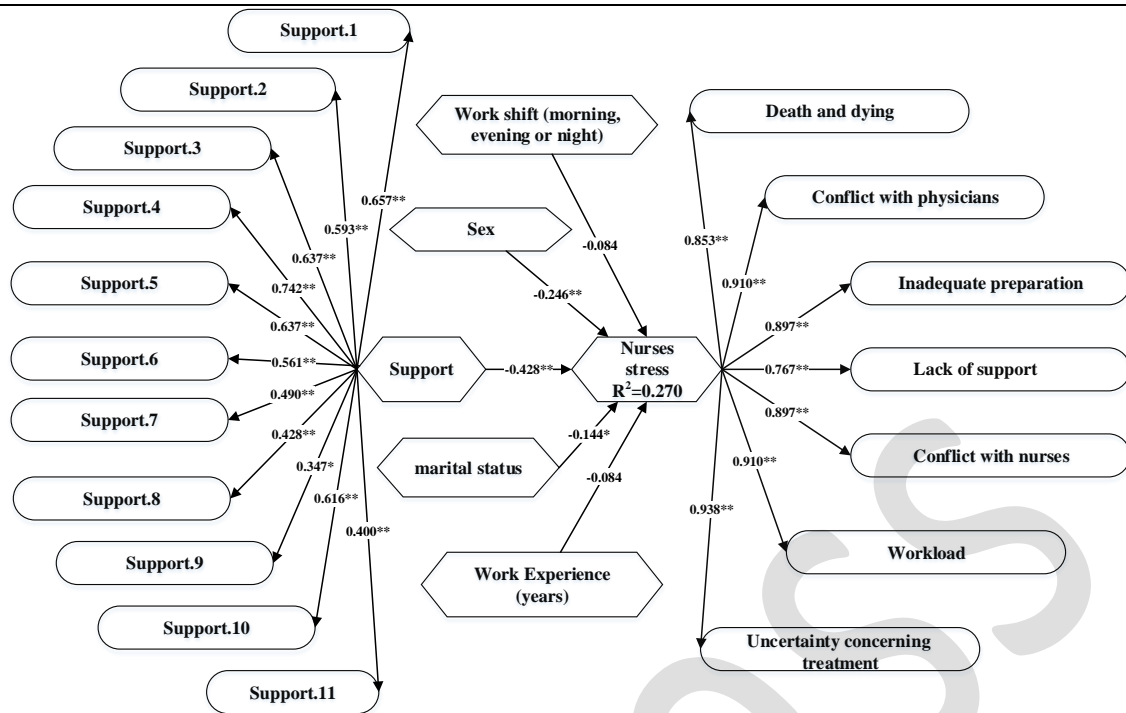 Support.1
Support.2
Support.3
Support.4
Support.5
Support.6
Support.7
Support.8
Support.9
Support.10
Support.11
0.657**
0.593**
0.637**
0.742**
0.637**
0.561**
0.490**
0.428**
0.347*
0.616**
0.400**
Support
Work shift (morning,
evening or night)
Sex
marital status
Work Experience
(years)
-0.084
-0.246**
-0.428**
-0.144*
-0.084
Nurses
stress
R²=0.270
0.853**
0.910**
0.897**
0.767**
0.897**
0.910**
0.938**
Death and dying
Conflict with physicians
Inadequate preparation
Lack of support
Conflict with nurses
Workload
Uncertainty concerning
treatment